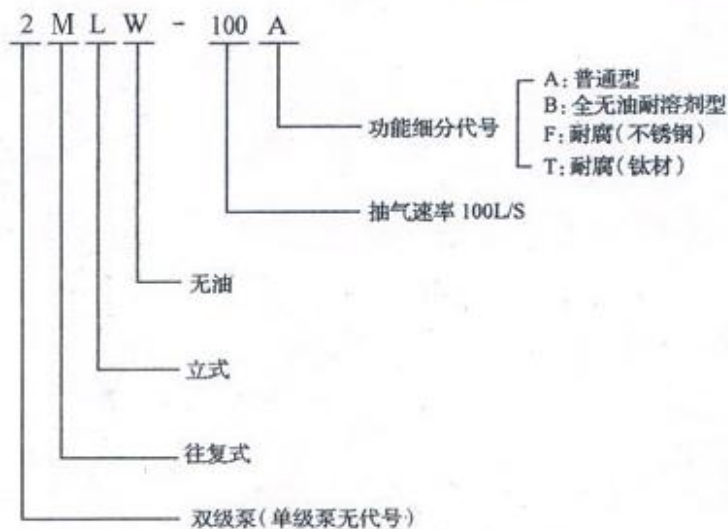 2 M L W - 100 A
A：普通型
B：全无油耐溶剂型
功能细分代号
F：耐腐（不锈钢）
T：耐腐（钛材）
抽气速率 100L/S
无油
立式
往复式
双级泵（单级泵无代号）